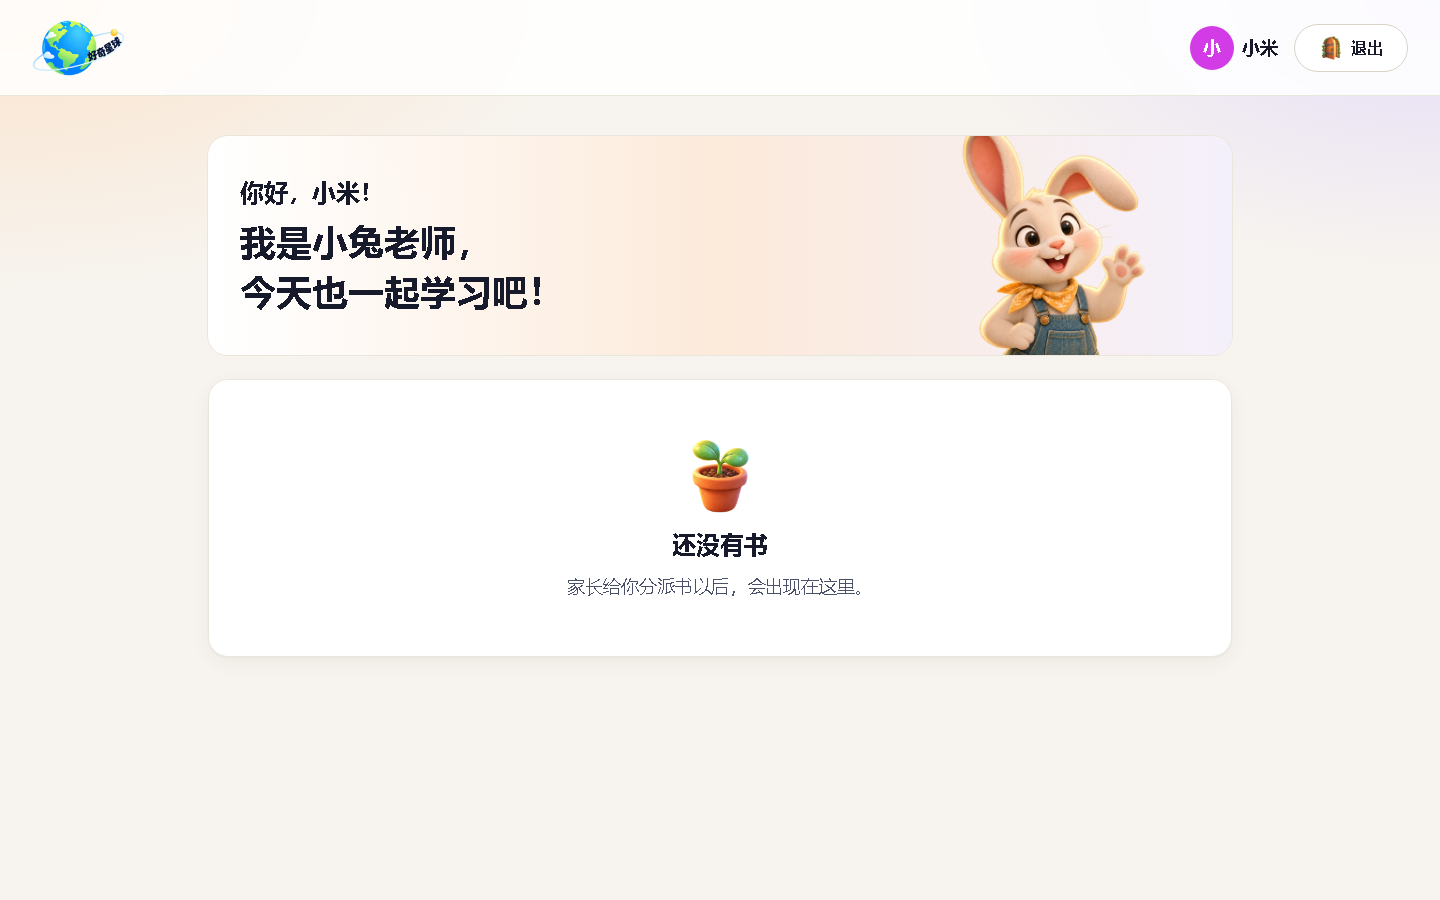 好奇星球
小 小米 退出
你好，小米！
我是小兔老师，
今天也一起学习吧！
还没有书
家长给你分派书以后，会出现在这里。